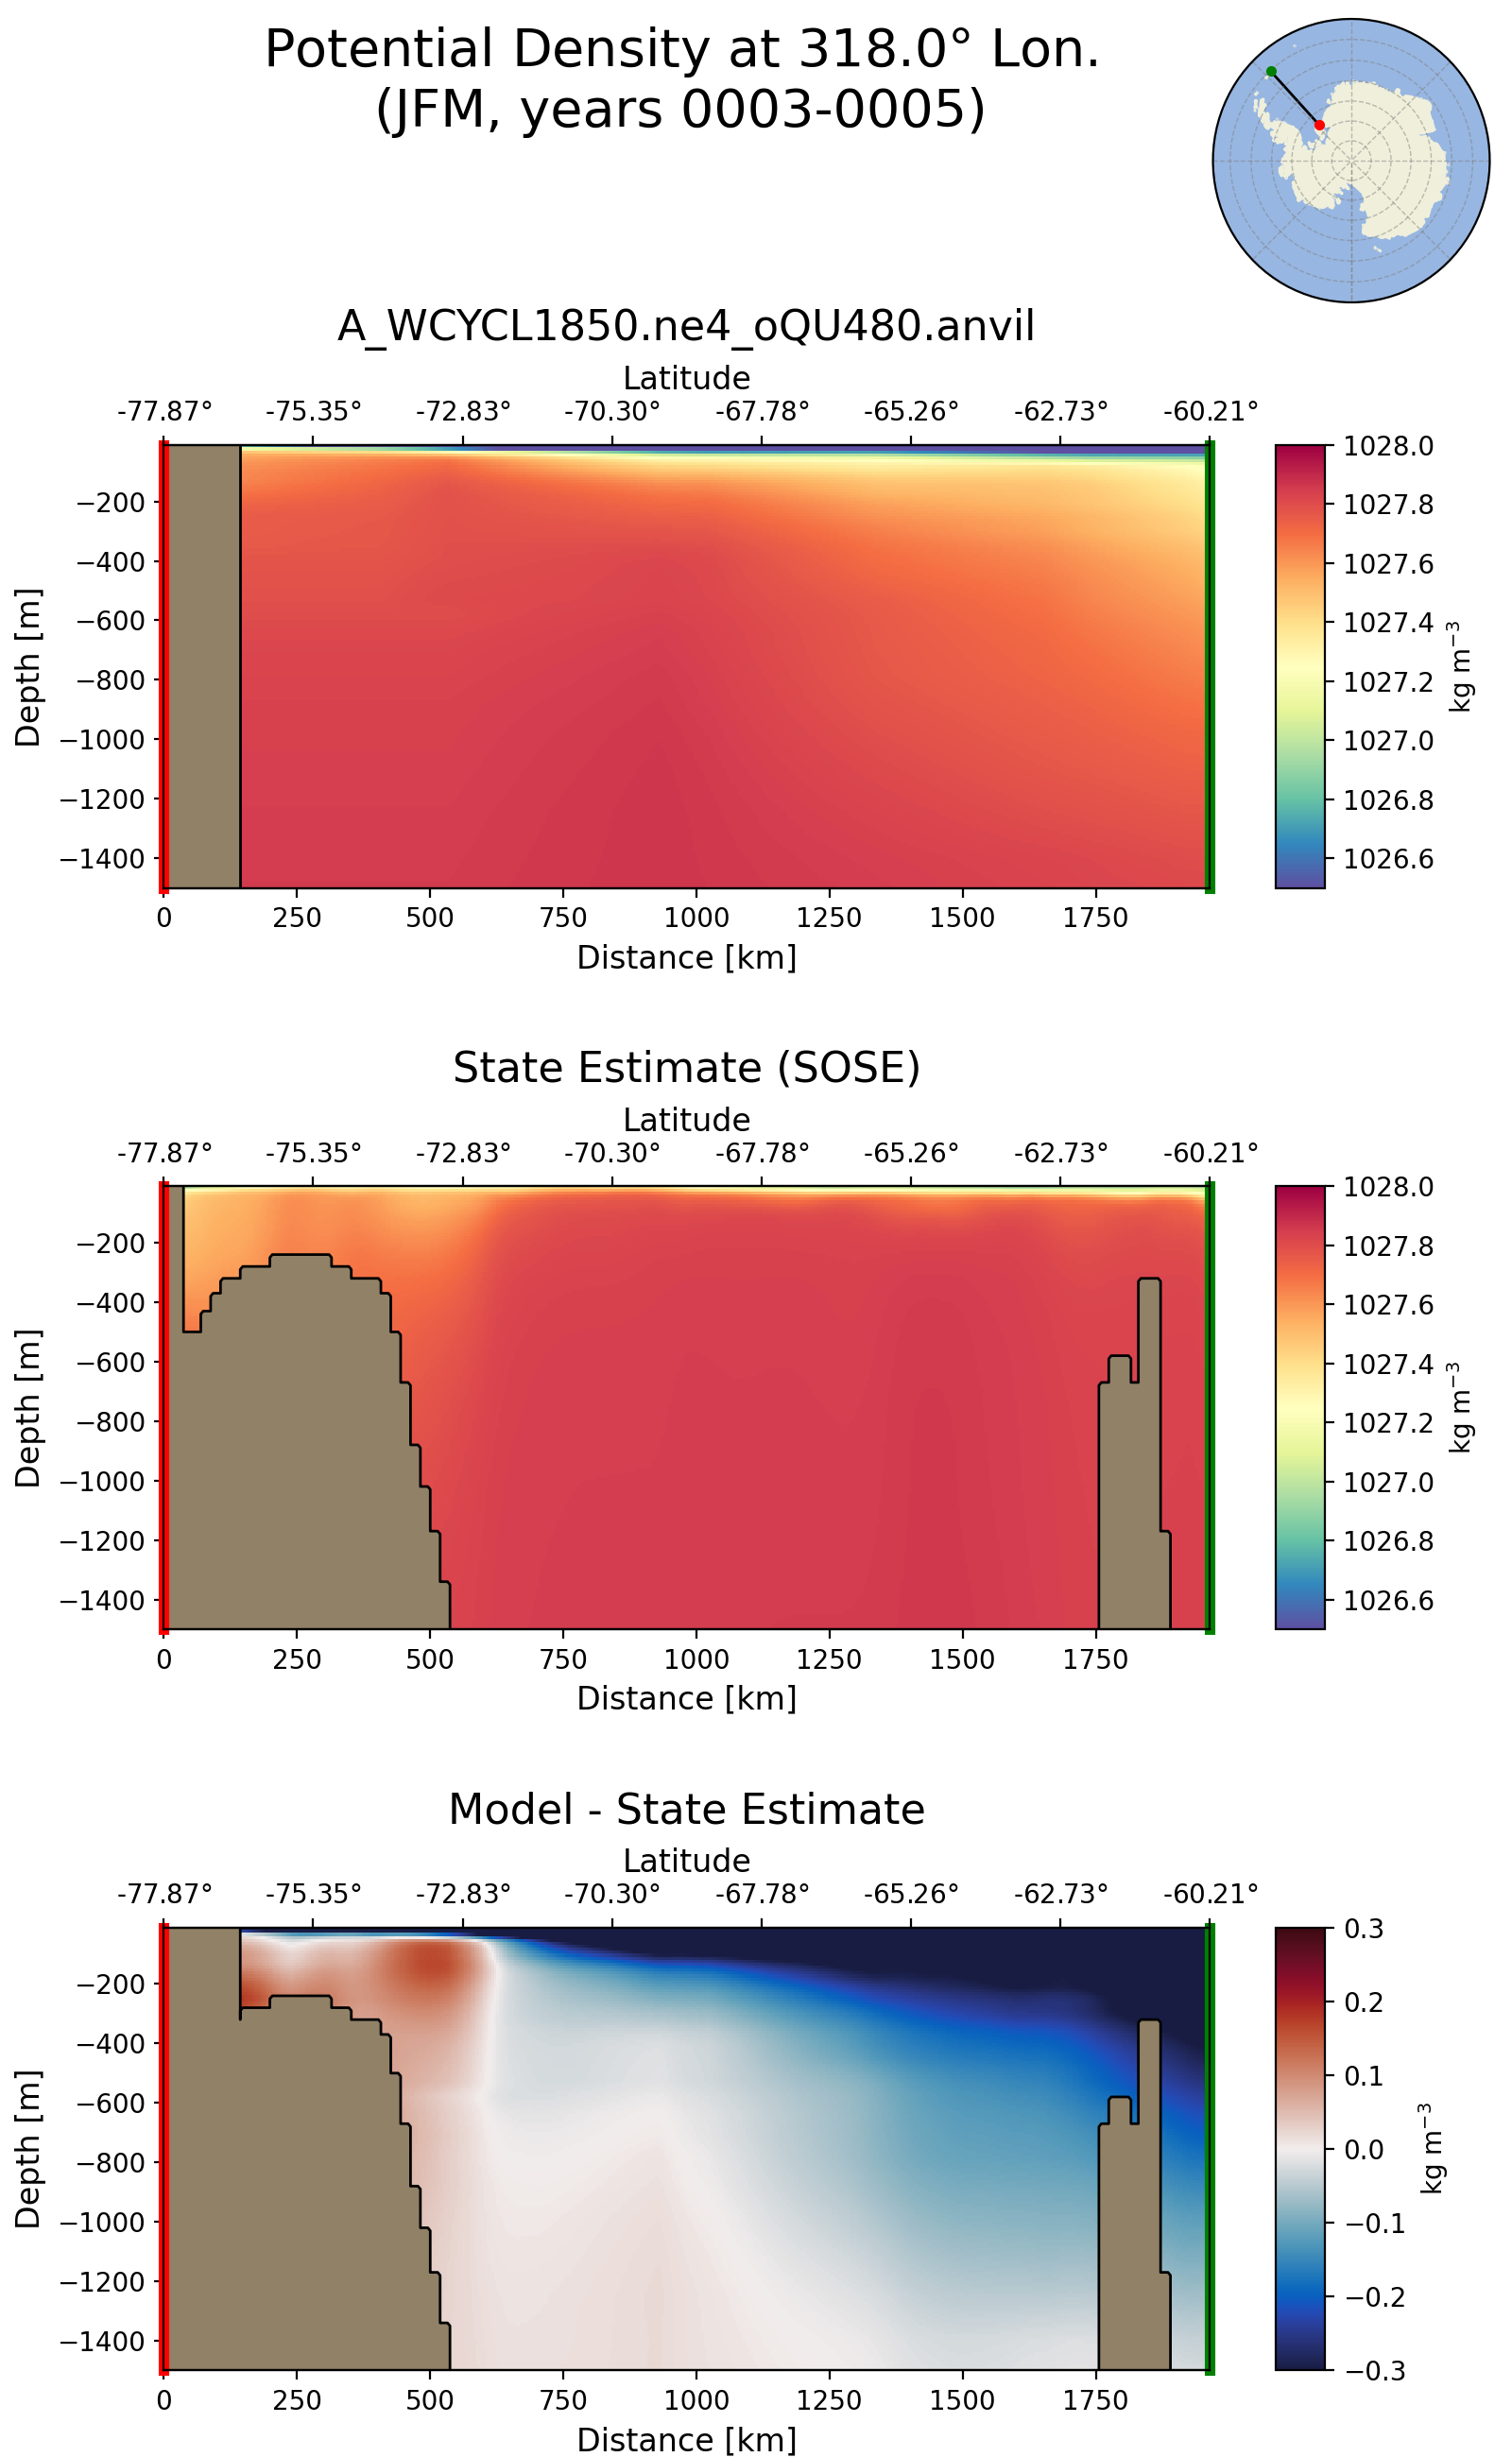 Potential Density at 318.0° Lon.
(JFM, years 0003-0005)
A_WCYCL1850.ne4_oQU480.anvil
Latitude
-77.87° -75.35° -72.83° -70.30° -67.78° -65.26° -62.73° -60.21°
Depth [m]
−200
−400
−600
−800
−1000
−1200
−1400
0 250 500 750 1000 1250 1500 1750
Distance [km]
1028.0
1027.8
1027.6
1027.4
1027.2
1027.0
1026.8
1026.6
kg m⁻³
State Estimate (SOSE)
Latitude
-77.87° -75.35° -72.83° -70.30° -67.78° -65.26° -62.73° -60.21°
Depth [m]
−200
−400
−600
−800
−1000
−1200
−1400
0 250 500 750 1000 1250 1500 1750
Distance [km]
1028.0
1027.8
1027.6
1027.4
1027.2
1027.0
1026.8
1026.6
kg m⁻³
Model - State Estimate
Latitude
-77.87° -75.35° -72.83° -70.30° -67.78° -65.26° -62.73° -60.21°
Depth [m]
−200
−400
−600
−800
−1000
−1200
−1400
0 250 500 750 1000 1250 1500 1750
Distance [km]
0.3
0.2
0.1
0.0
−0.1
−0.2
−0.3
kg m⁻³